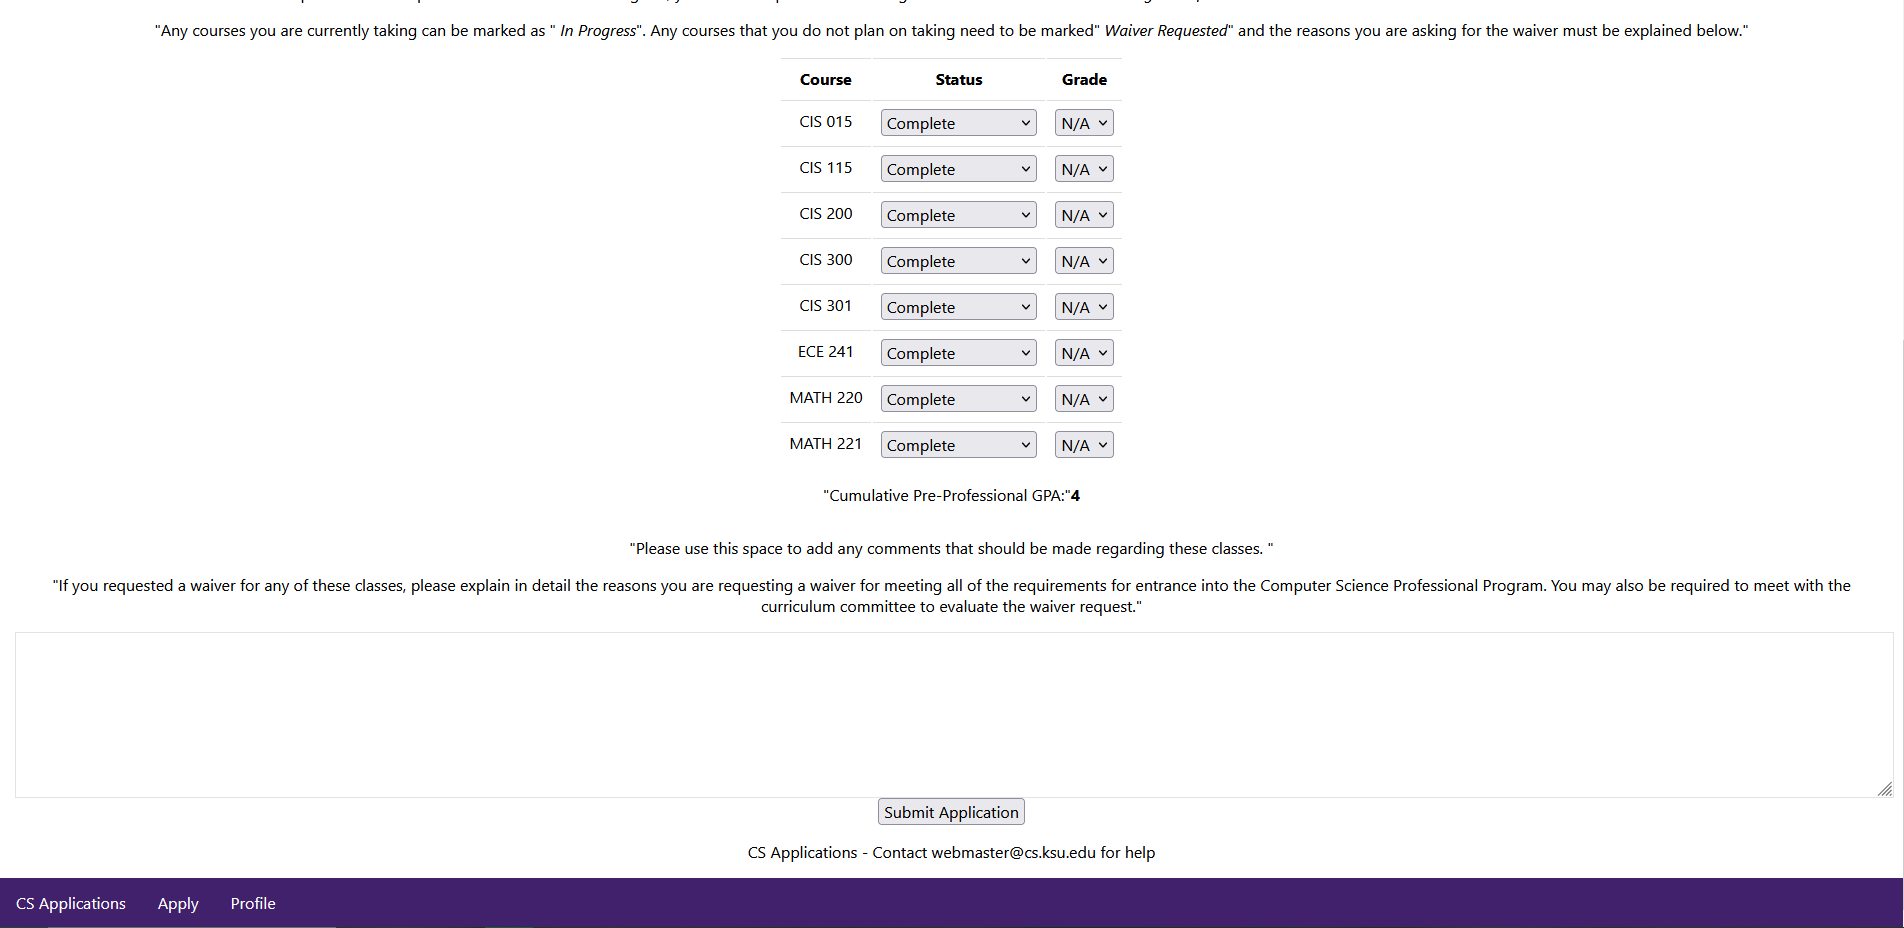 "Any courses you are currently taking can be marked as " In Progress". Any courses that you do not plan on taking need to be marked" Waiver Requested" and the reasons you are asking for the waiver must be explained below."
Course Status Grade
CIS 015 Complete N/A
CIS 115 Complete N/A
CIS 200 Complete N/A
CIS 300 Complete N/A
CIS 301 Complete N/A
ECE 241 Complete N/A
MATH 220 Complete N/A
MATH 221 Complete N/A
"Cumulative Pre-Professional GPA:"4
"Please use this space to add any comments that should be made regarding these classes. "
"If you requested a waiver for any of these classes, please explain in detail the reasons you are requesting a waiver for meeting all of the requirements for entrance into the Computer Science Professional Program. You may also be required to meet with the
curriculum committee to evaluate the waiver request."
Submit Application
CS Applications - Contact webmaster@cs.ksu.edu for help
CS Applications Apply Profile